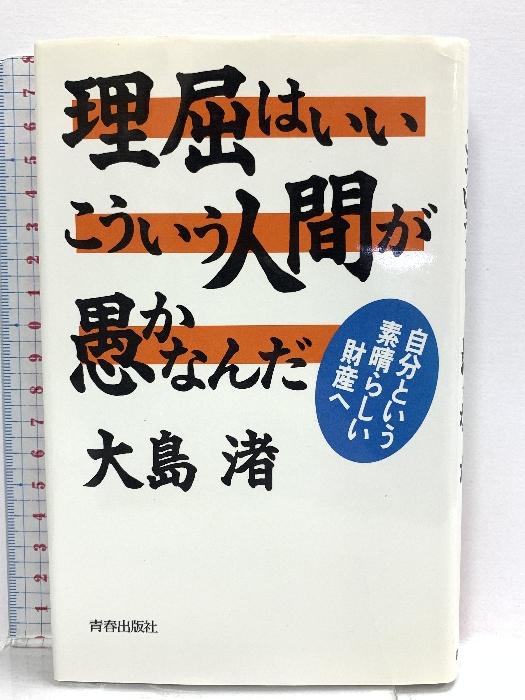 理屈はいい
こういう人間が
愚かなんだ
自分という
素晴らしい
財産へ
大島 渚
青春出版社